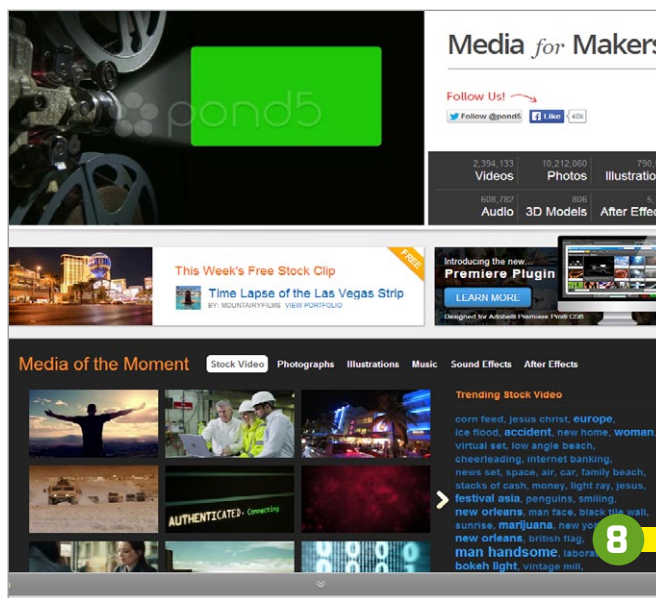 pond5
Media for Makers
Follow Us!
Follow @pond5 Like 40k
2,394,133 10,212,060
Videos Photos
608,782 806
Audio 3D Models
FREE
This Week's Free Stock Clip
Time Lapse of the Las Vegas Strip
BY: MOUNTAIRYFILMS VIEW PORTFOLIO
Introducing the new...
Premiere Plugin
LEARN MORE
Designed for Adobe® Premiere Pro® CS6
Media of the Moment Stock Video Photographs Illustrations Music Sound Effects After Effects
Trending Stock Video
corn feed, jesus christ, europe,
ice flood, accident, new home, woman,
virtual set, low angle beach,
cheerleading, internet banking,
news set, space, air, car, family beach,
stacks of cash, money, light ray, jesus,
festival asia, penguins, smiling,
new orleans, man face, black tile wall,
sunrise, marijuana, new
new orleans, british flag,
man handsome,
bokeh light, vintage mill,
AUTHENTICATED. Connecting
8